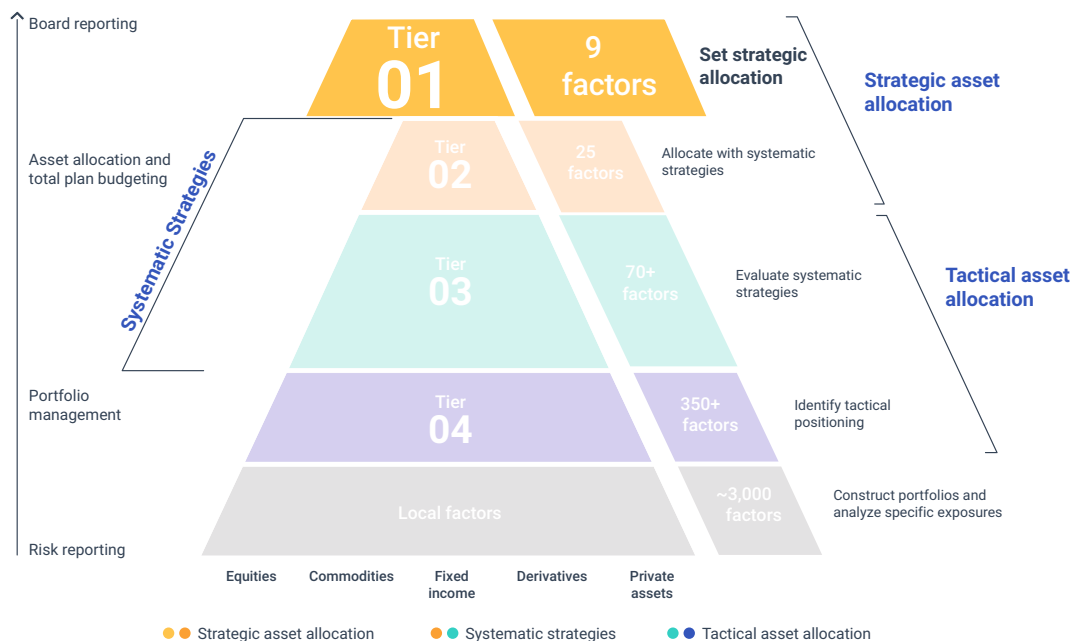 Board reporting
Tier
01
9
factors
Set strategic
allocation
Strategic asset
allocation
Asset allocation and
total plan budgeting
Systematic Strategies
Tier
02
25
factors
Allocate with systematic
strategies
Tier
03
70+
factors
Evaluate systematic
strategies
Tactical asset
allocation
Portfolio
management
Tier
04
350+
factors
Identify tactical
positioning
Local factors
~3,000
factors
Construct portfolios and
analyze specific exposures
Risk reporting
Equities
Commodities
Fixed
income
Derivatives
Private
assets
Strategic asset allocation
Systematic strategies
Tactical asset allocation